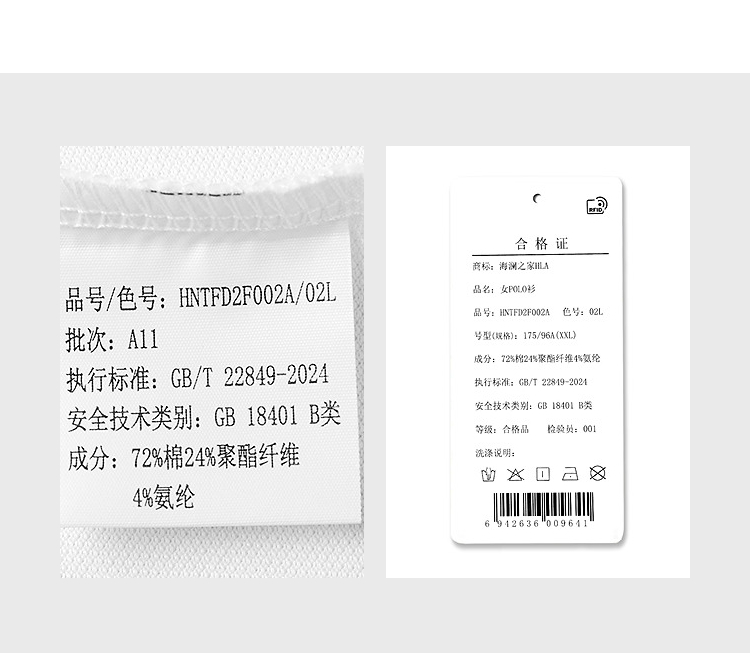 品号/色号: HNTFD2F002A/02L
批次: A11
执行标准: GB/T 22849-2024
安全技术类别: GB 18401 B类
成分: 72%棉24%聚酯纤维
4%氨纶
RFID
合格证
商标: 海澜之家HLA
品名: 女POLO衫
品号: HNTFD2F002A 色号: 02L
号型(规格): 175/96A(XXL)
成分: 72%棉24%聚酯纤维4%氨纶
执行标准: GB/T 22849-2024
安全技术类别: GB 18401 B类
等级: 合格品 检验员: 001
洗涤说明:
6 942636 009641